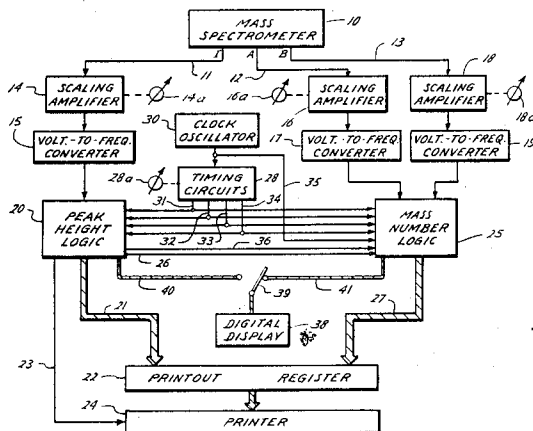 MASS SPECTROMETER
10
I A B
11
12
13
14
SCALING AMPLIFIER
14a
16a
SCALING AMPLIFIER
16
18
SCALING AMPLIFIER
18a
15
VOLT.-TO-FREQ. CONVERTER
30
CLOCK OSCILLATOR
17
VOLT.-TO-FREQ. CONVERTER
VOLT.-TO-FREQ. CONVERTER
19
28a
TIMING CIRCUITS
28
31
32
33
34
35
20
PEAK HEIGHT LOGIC
36
26
MASS NUMBER LOGIC
25
40
39
41
21
27
DIGITAL DISPLAY
38
23
22
PRINTOUT REGISTER
24
PRINTER